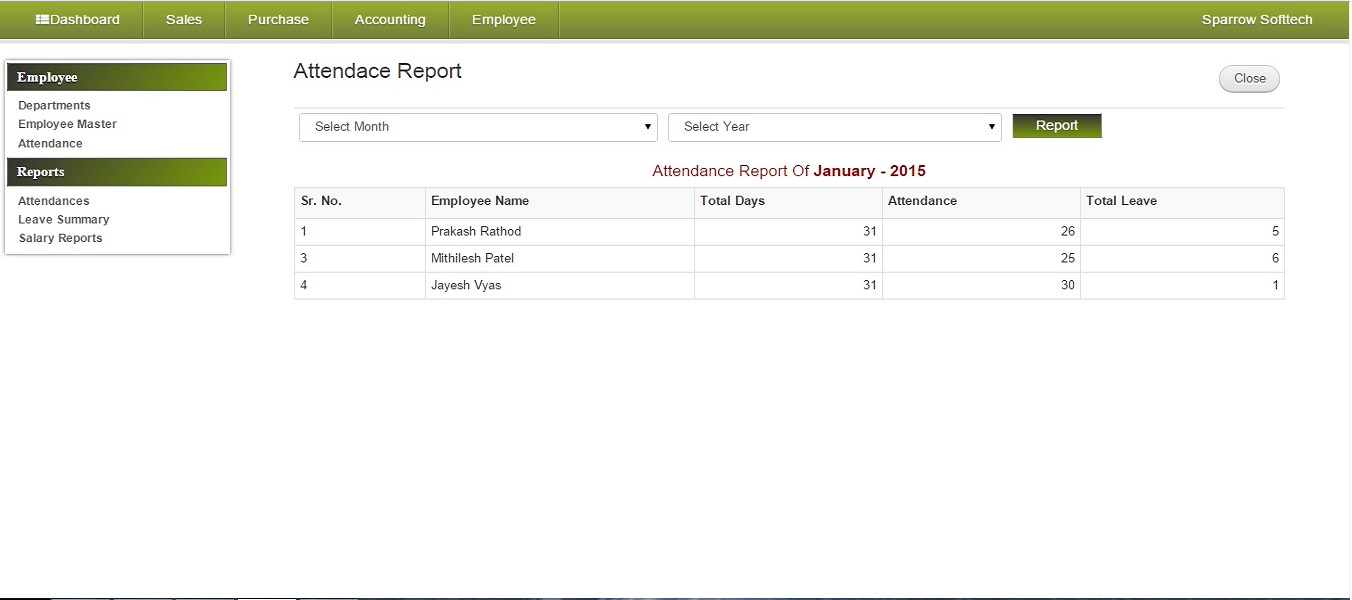 Dashboard Sales Purchase Accounting Employee Sparrow Softtech
Employee
Departments
Employee Master
Attendance
Reports
Attendances
Leave Summary
Salary Reports
Attendace Report
Close
Select Month Select Year Report
Attendance Report Of January - 2015
Sr. No. Employee Name Total Days Attendance Total Leave
1 Prakash Rathod 31 26 5
3 Mithilesh Patel 31 25 6
4 Jayesh Vyas 31 30 1